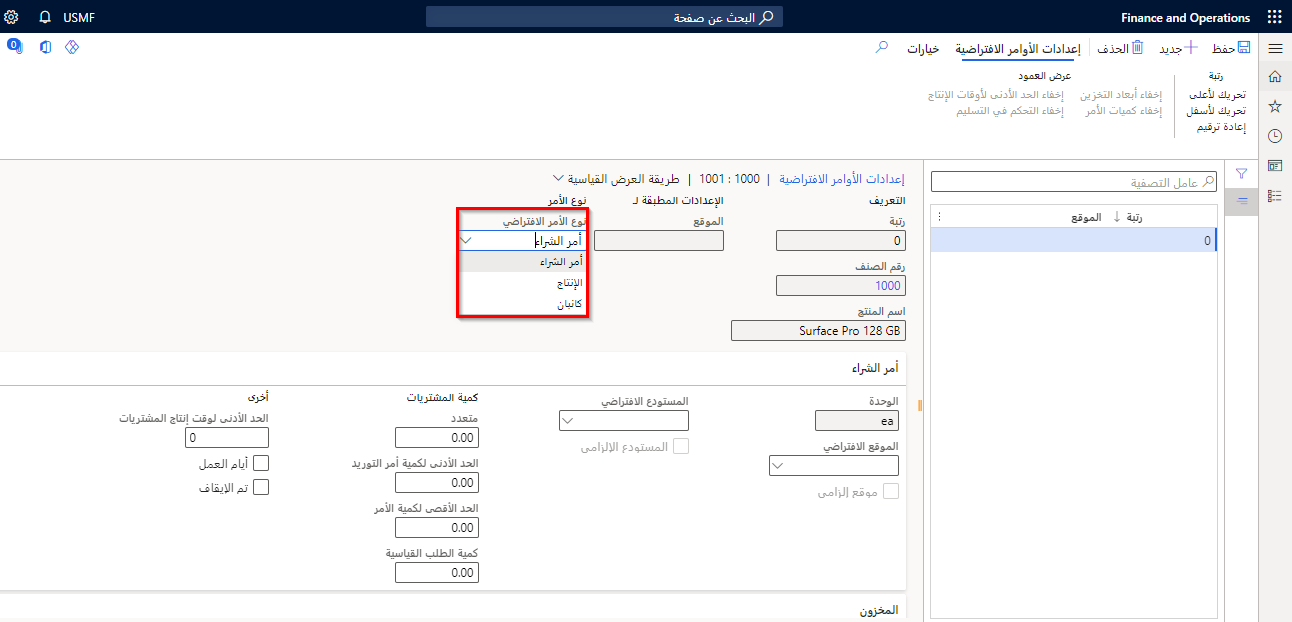 Finance and Operations
البحث عن صفحة
USMF
حفظ
جديد
الحذف
إعدادات الأوامر الافتراضية
خيارات
0
رتبة
تحريك لأعلى
تحريك لأسفل
إعادة ترقيم
عرض العمود
إخفاء أبعاد التخزين
إخفاء الحد الأدنى لأوقات الإنتاج
إخفاء كميات الأمر
إخفاء التحكم في التسليم
عامل التصفية
رتبة
الموقع
0
إعدادات الأوامر الافتراضية | 1000 : 1001 | طريقة العرض القياسية
التعريف
رتبة
0
رقم الصنف
1000
اسم المنتج
Surface Pro 128 GB
الإعدادات المطبقة لـ
الموقع
نوع الأمر
نوع الأمر الافتراضي
أمر الشراء
أمر الشراء
الإنتاج
كانبان
أمر الشراء
الوحدة
ea
الموقع الافتراضي
موقع إلزامي
المستودع الافتراضي
المستودع الإلزامي
كمية المشتريات
متعدد
0.00
الحد الأدنى لكمية أمر التوريد
0.00
الحد الأقصى لكمية الأمر
0.00
كمية الطلب القياسية
0.00
أخرى
الحد الأدنى لوقت إنتاج المشتريات
0
أيام العمل
تم الإيقاف
المخزون